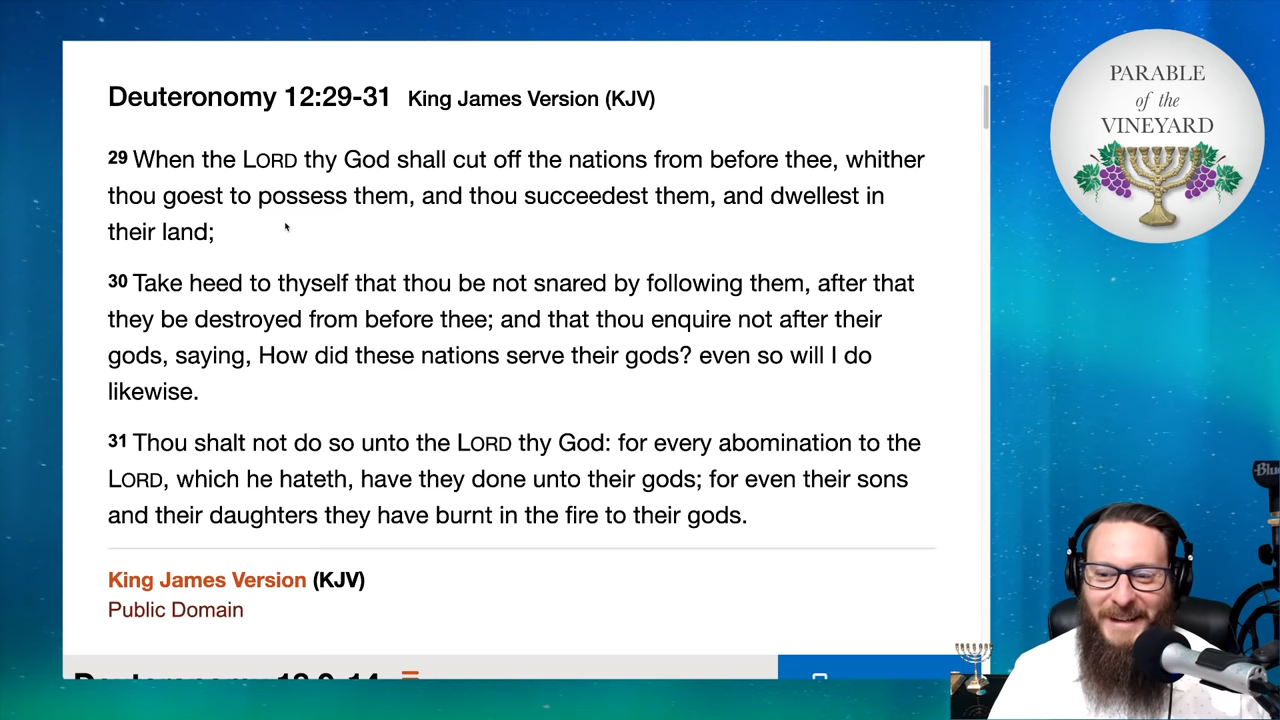 Deuteronomy 12:29-31 King James Version (KJV)
29 When the LORD thy God shall cut off the nations from before thee, whither
thou goest to possess them, and thou succeedest them, and dwellest in
their land;
30 Take heed to thyself that thou be not snared by following them, after that
they be destroyed from before thee; and that thou enquire not after their
gods, saying, How did these nations serve their gods? even so will I do
likewise.
31 Thou shalt not do so unto the LORD thy God: for every abomination to the
LORD, which he hateth, have they done unto their gods; for even their sons
and their daughters they have burnt in the fire to their gods.
King James Version (KJV)
Public Domain
PARABLE
of the
VINEYARD
Blue